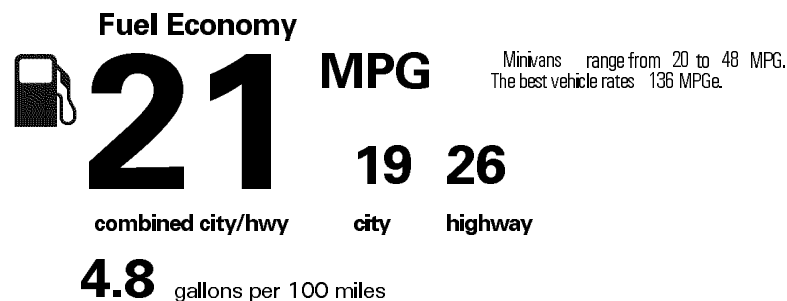 Fuel Economy
21 MPG
Minivans range from 20 to 48 MPG.
The best vehicle rates 136 MPGe.
19 26
combined city/hwy city highway
4.8 gallons per 100 miles